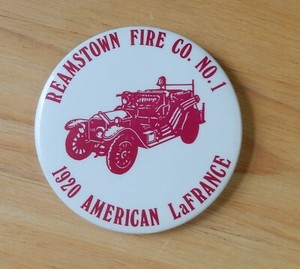 REAMSTOWN FIRE CO. NO. 1
1920 AMERICAN LaFRANCE